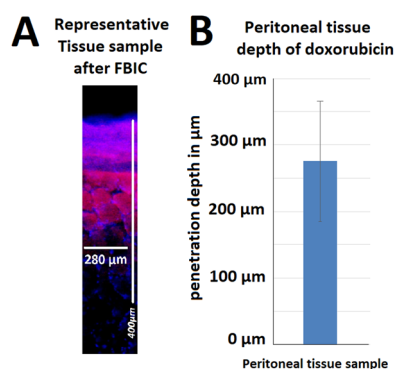 A
Representative
Tissue sample
after FBIC
280 µm
400µm
B
Peritoneal tissue
depth of doxorubicin
penetration depth in µm
400 µm
300 µm
200 µm
100 µm
0 µm
Peritoneal tissue sample